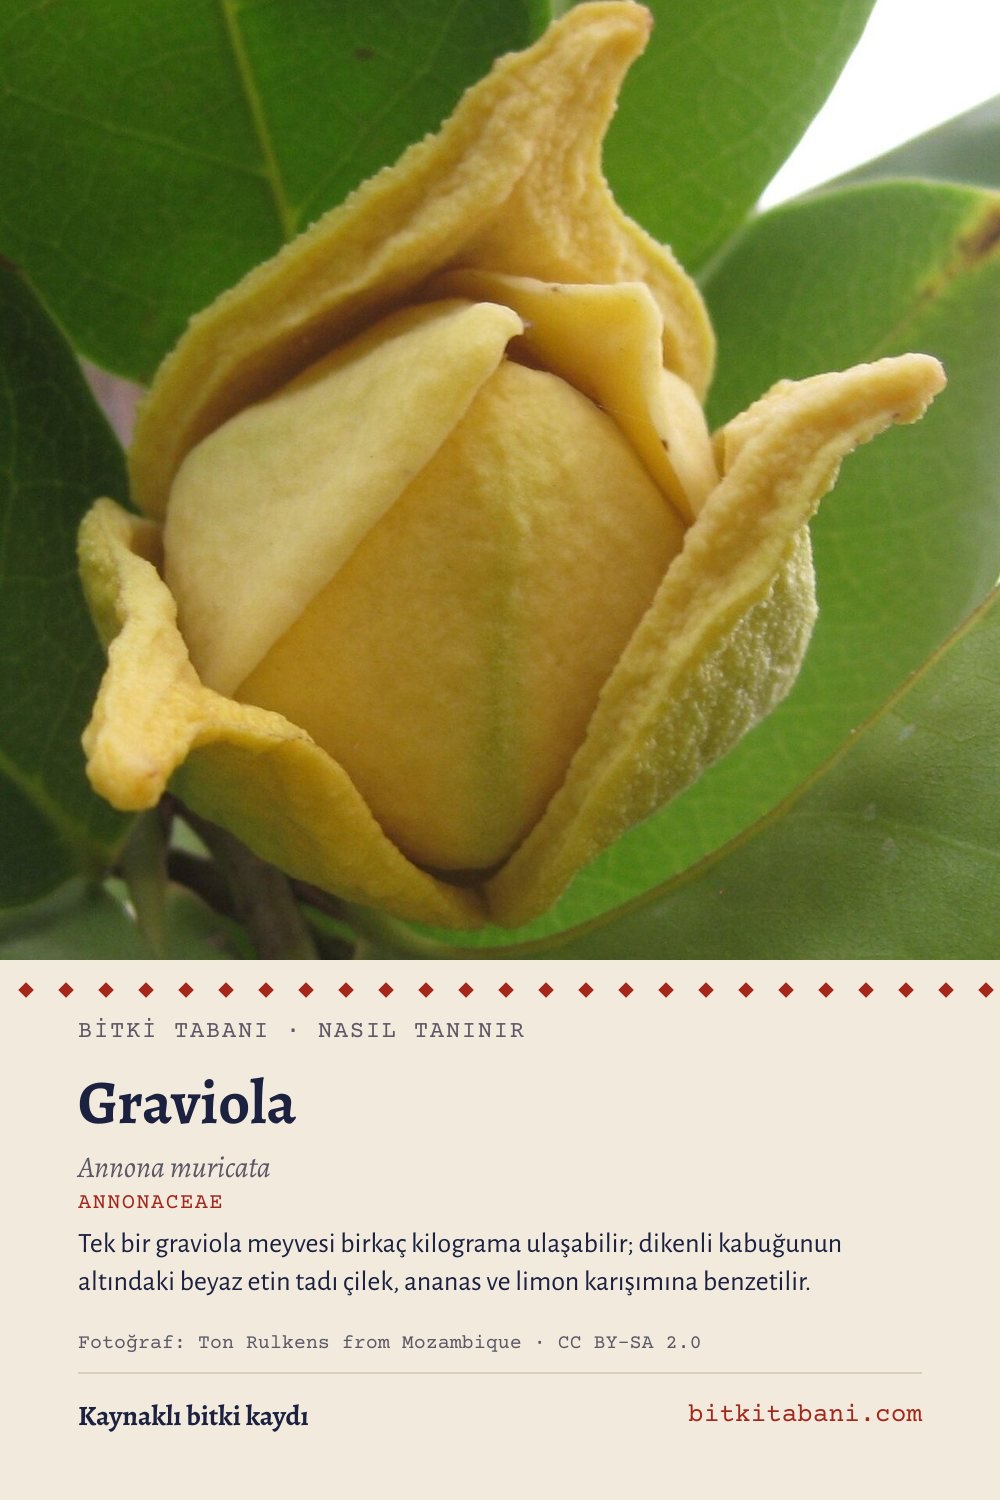 BİTKİ TABANI · NASIL TANINIR
Graviola
Annona muricata
ANNONACEAE
Tek bir graviola meyvesi birkaç kilograma ulaşabilir; dikenli kabuğunun
altındaki beyaz etin tadı çilek, ananas ve limon karışımına benzetilir.
Fotoğraf: Ton Rulkens from Mozambique · CC BY-SA 2.0
Kaynaklı bitki kaydı
bitkitabani.com